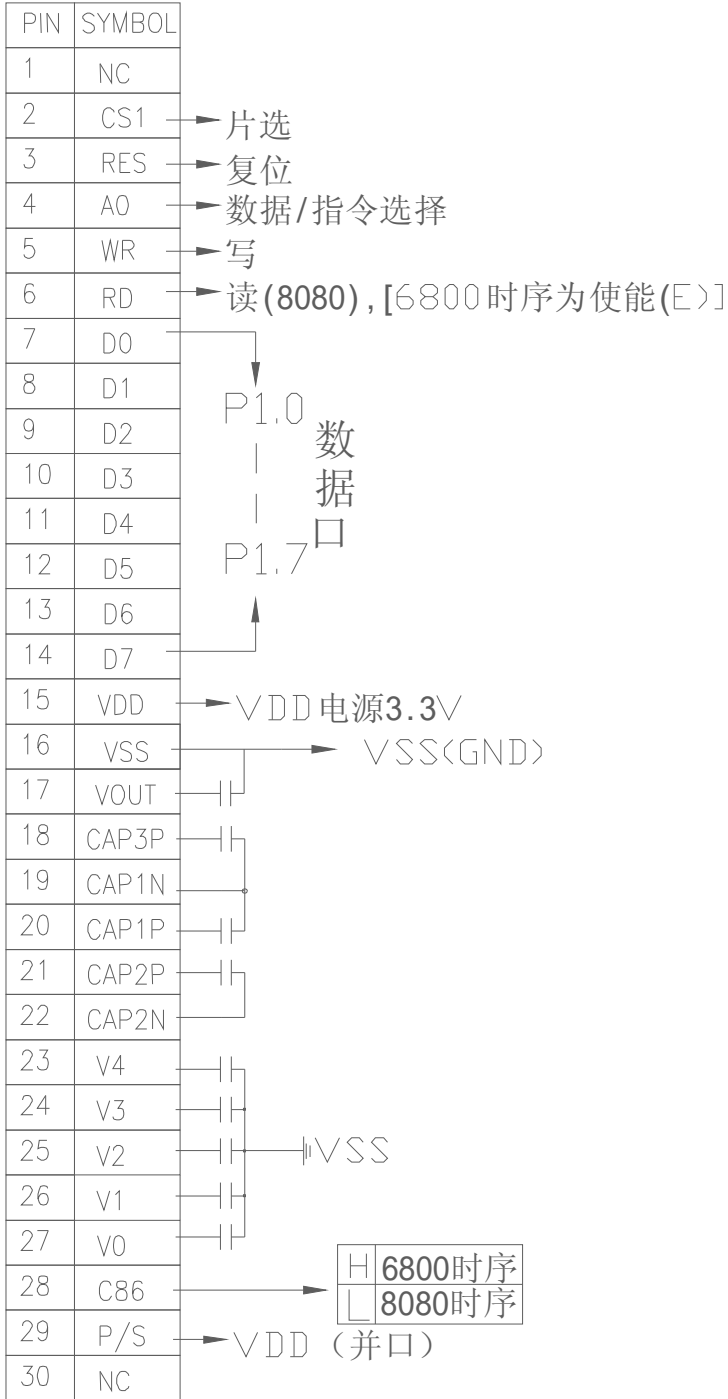 PIN SYMBOL
1 NC
2 CS1 片选
3 RES 复位
4 A0 数据/指令选择
5 WR 写
6 RD 读(8080),[6800时序为使能(E)]
7 D0
8 D1
P1.0
9 D2
数据口
10 D3
11 D4
12 D5
P1.7
13 D6
14 D7
15 VDD VDD电源3.3V
16 VSS VSS(GND)
17 VOUT
18 CAP3P
19 CAP1N
20 CAP1P
21 CAP2P
22 CAP2N
23 V4
24 V3
25 V2 VSS
26 V1
27 V0
H 6800时序
28 C86
L 8080时序
29 P/S VDD（并口）
30 NC